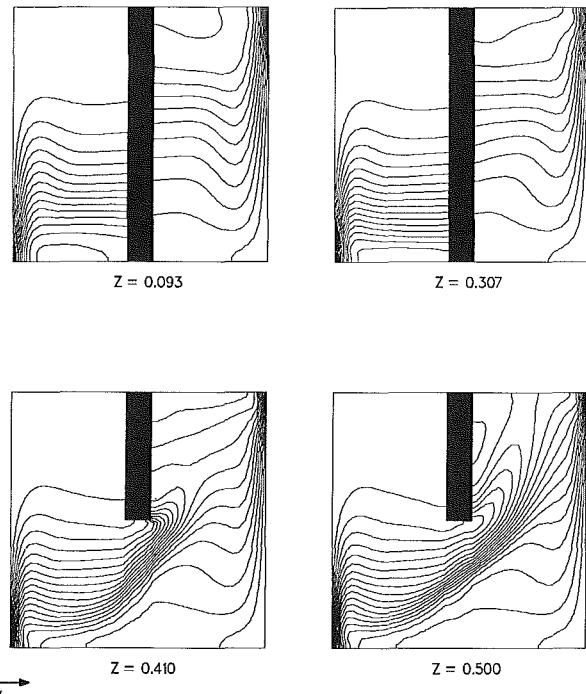 Z = 0.093
Z = 0.307
Z = 0.410
Z = 0.500